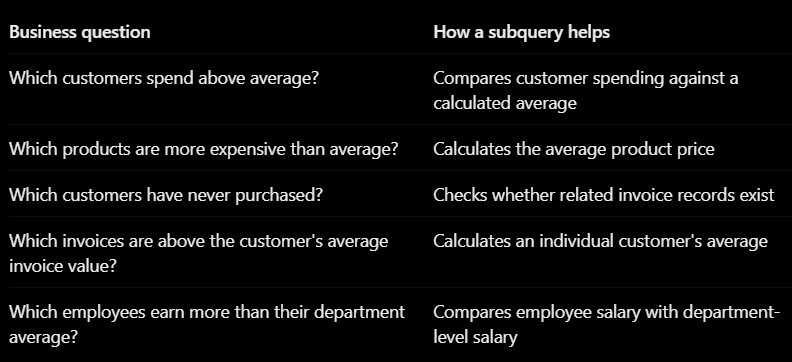 Business question
How a subquery helps
Which customers spend above average?
Compares customer spending against a
calculated average
Which products are more expensive than average?
Calculates the average product price
Which customers have never purchased?
Checks whether related invoice records exist
Which invoices are above the customer's average
invoice value?
Calculates an individual customer's average
Which employees earn more than their department
average?
Compares employee salary with department-
level salary